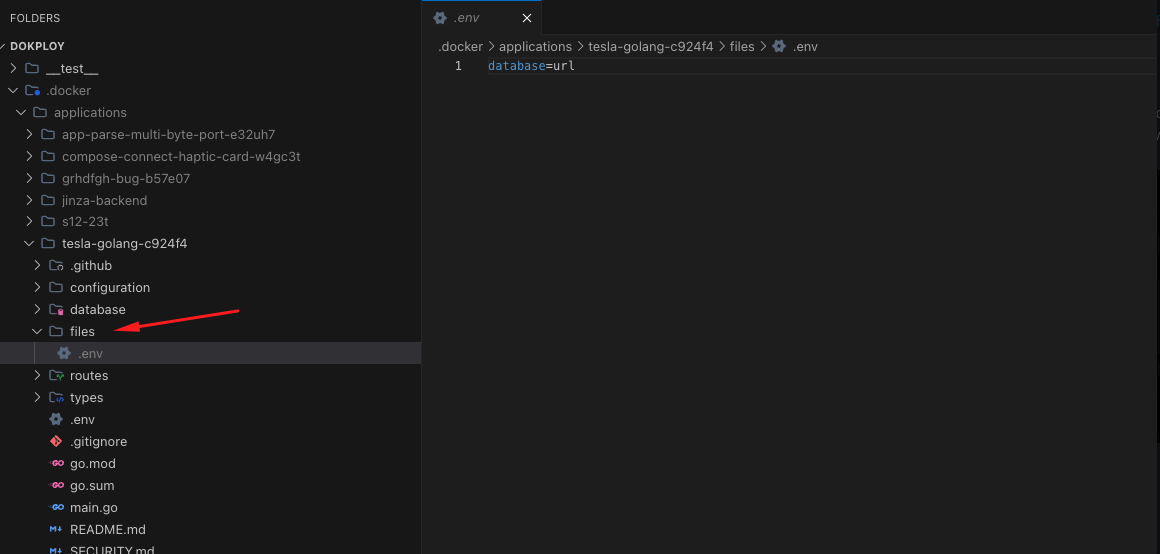 FOLDERS
DOKPLOY
__test__
.docker
applications
app-parse-multi-byte-port-e32uh7
compose-connect-haptic-card-w4gc3t
grhdfgh-bug-b57e07
jinza-backend
s12-23t
tesla-golang-c924f4
.github
configuration
database
files
.env
routes
types
.env
.gitignore
go.mod
go.sum
main.go
README.md
SECURITY.md
.env
.docker > applications > tesla-golang-c924f4 > files > .env
1 database=url